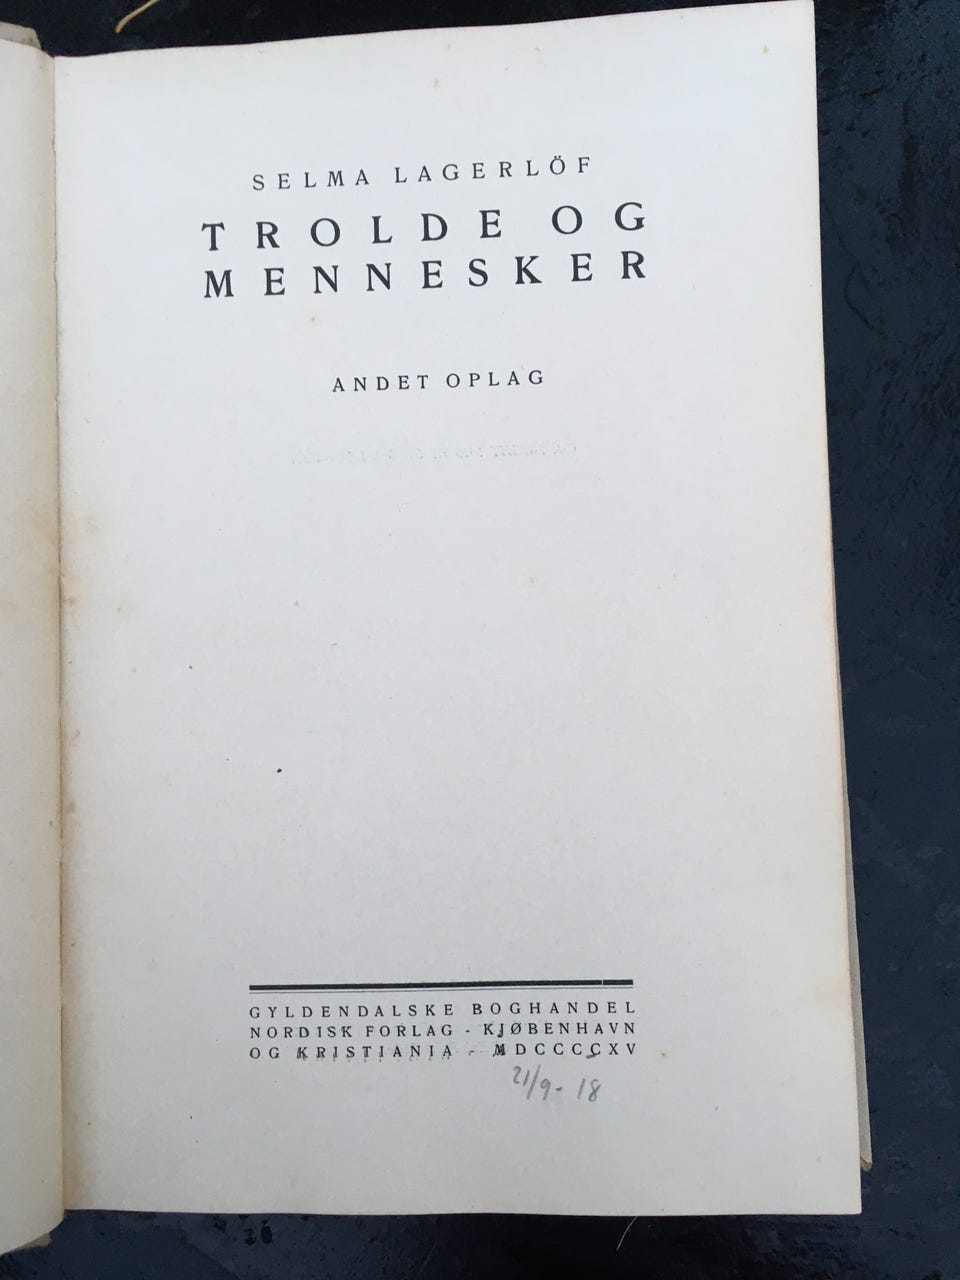 SELMA LAGERLÖF
TROLDE OG
MENNESKER
ANDET OPLAG
GYLDENDALSKE BOGHANDEL
NORDISK FORLAG - KJØBENHAVN
OG KRISTIANIA - MDCCCCXV
21/9 - 18